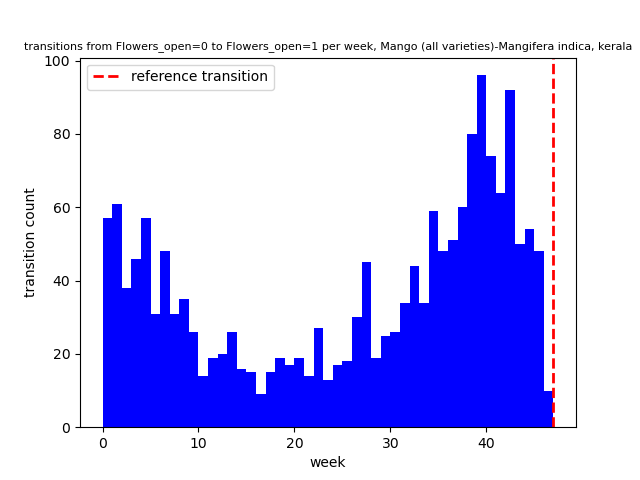 transitions from Flowers_open=0 to Flowers_open=1 per week, Mango (all varieties)-Mangifera indica, kerala
reference transition
transition count
100
80
60
40
20
0
0 10 20 30 40
week